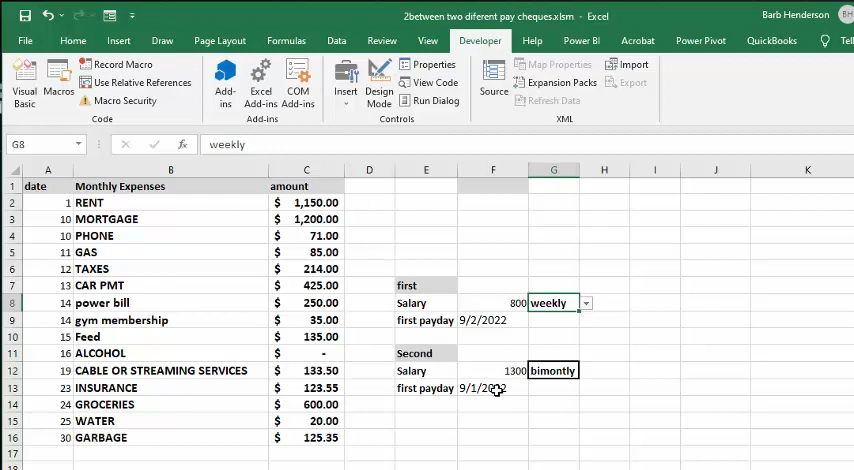 2between two diferent pay cheques.xlsm - Excel
Barb Henderson
BH
File Home Insert Draw Page Layout Formulas Data Review View Developer Help Power BI Acrobat Power Pivot QuickBooks Tell
Visual Basic
Macros
Record Macro
Use Relative References
Macro Security
Code
Add-ins
Excel Add-ins
COM Add-ins
Add-ins
Insert
Design Mode
Properties
View Code
Run Dialog
Controls
Source
Map Properties
Expansion Packs
Refresh Data
Import
Export
XML
G8 fx weekly
A B C D E F G H I J K
1 date Monthly Expenses amount
2 1 RENT $ 1,150.00
3 10 MORTGAGE $ 1,200.00
4 10 PHONE $ 71.00
5 11 GAS $ 85.00
6 12 TAXES $ 214.00
7 13 CAR PMT $ 425.00 first
8 14 power bill $ 250.00 Salary 800 weekly
9 14 gym membership $ 35.00 first payday 9/2/2022
10 15 Feed $ 135.00
11 16 ALCOHOL $ - Second
12 19 CABLE OR STREAMING SERVICES $ 133.50 Salary 1300 bimontly
13 23 INSURANCE $ 123.55 first payday 9/1/2022
14 24 GROCERIES $ 600.00
15 25 WATER $ 20.00
16 30 GARBAGE $ 125.35
17
18